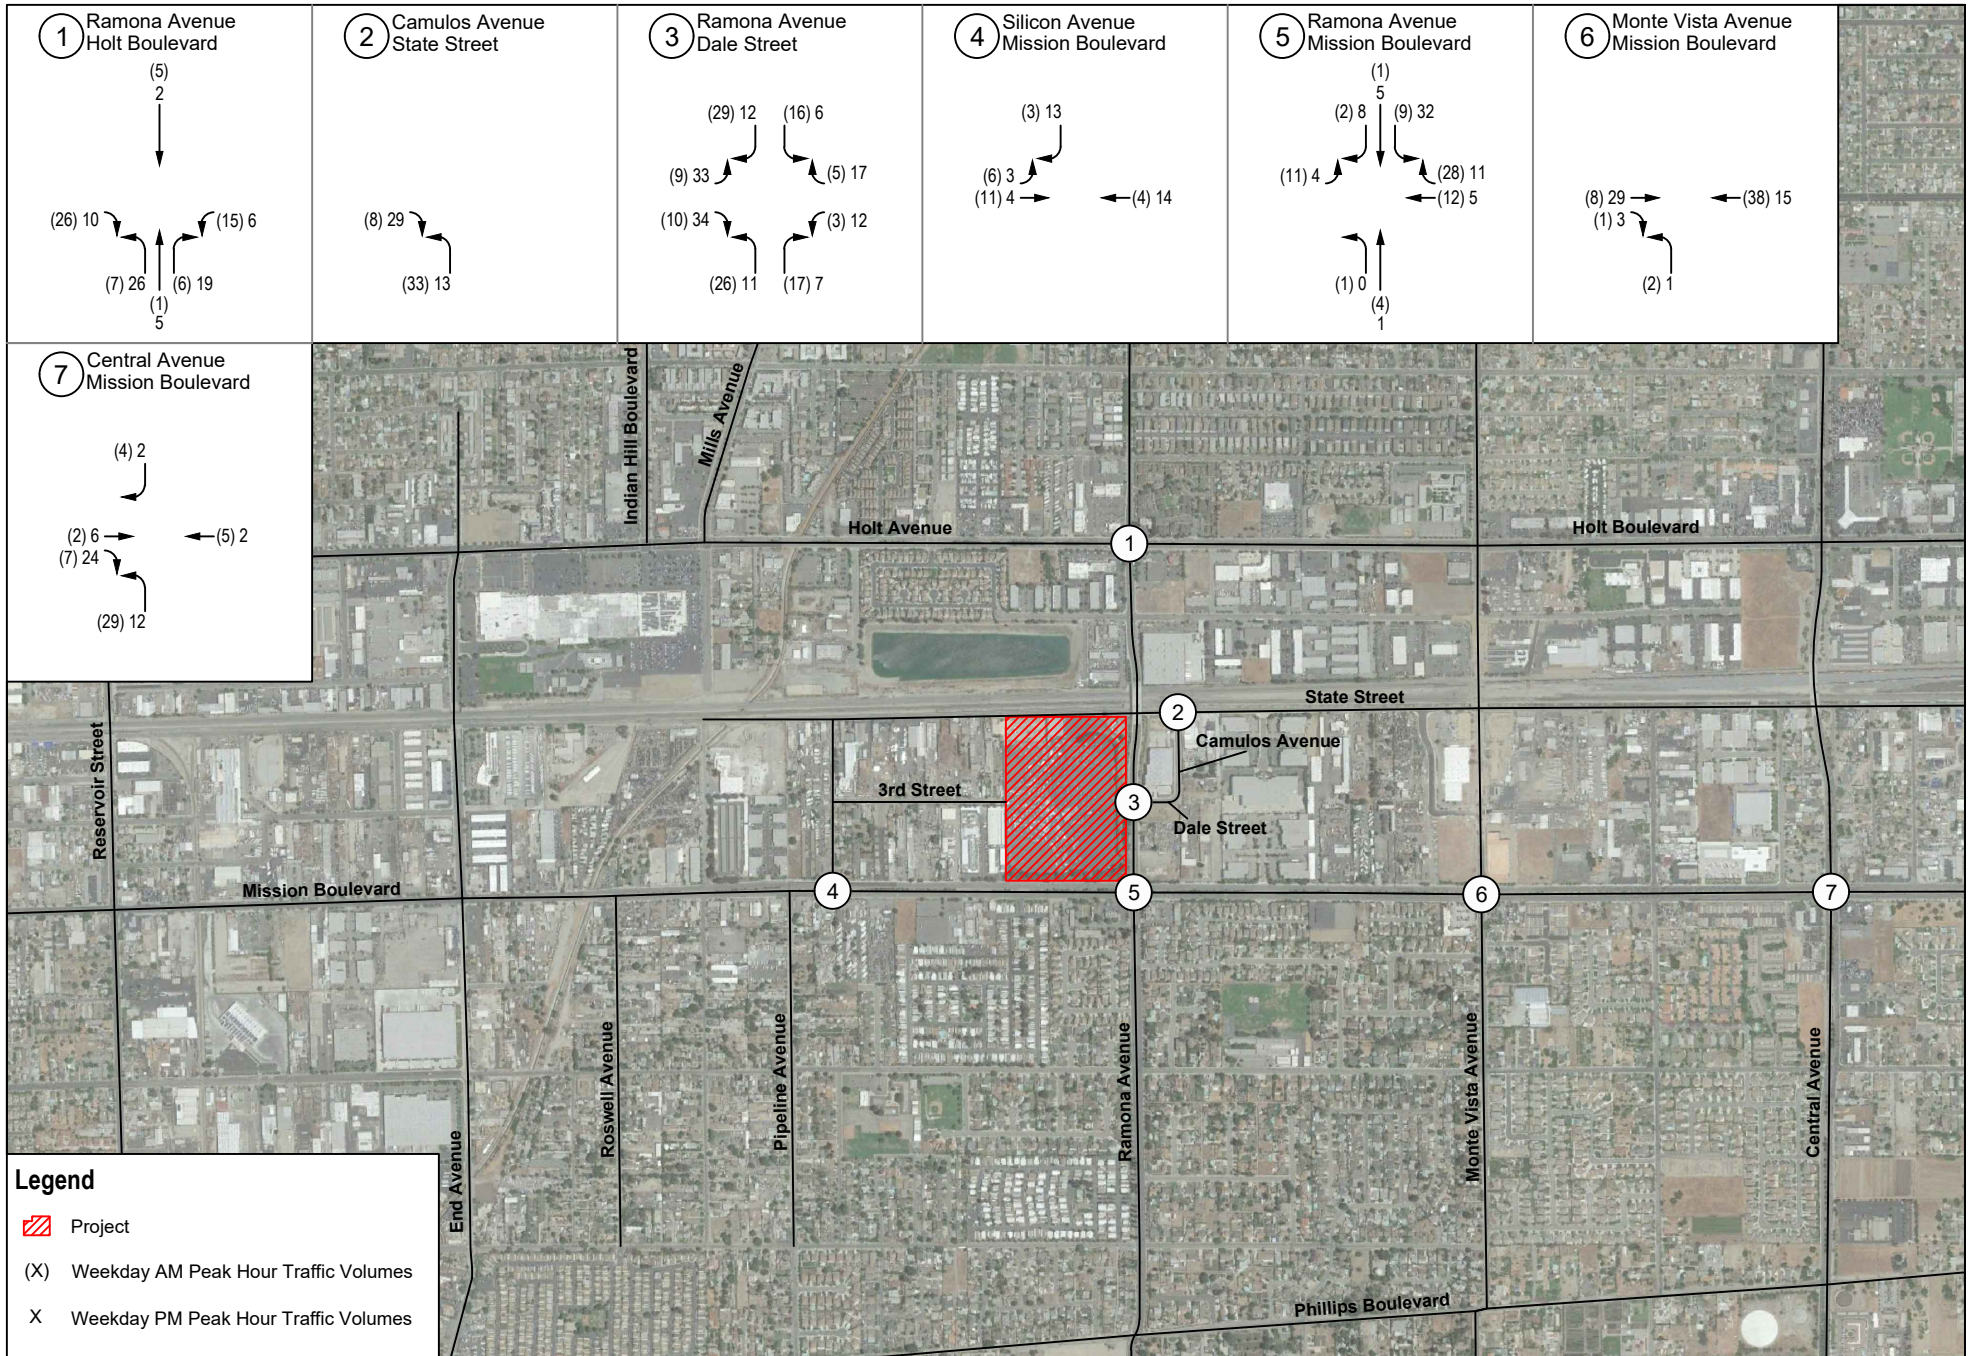 1
Ramona Avenue
Holt Boulevard
(5)
2
(26) 10
(15) 6
(7) 26
(6) 19
(1)
5
2
Camulos Avenue
State Street
(8) 29
(33) 13
3
Ramona Avenue
Dale Street
(29) 12
(16) 6
(9) 33
(5) 17
(10) 34
(3) 12
(26) 11
(17) 7
4
Silicon Avenue
Mission Boulevard
(3) 13
(6) 3
(11) 4
(4) 14
5
Ramona Avenue
Mission Boulevard
(1)
5
(2) 8
(9) 32
(11) 4
(28) 11
(12) 5
(1) 0
(4)
1
6
Monte Vista Avenue
Mission Boulevard
(8) 29
(38) 15
(1) 3
(2) 1
7
Central Avenue
Mission Boulevard
(4) 2
(2) 6
(5) 2
(7) 24
(29) 12
Indian Hill Boulevard
Mills Avenue
Holt Avenue
1
Holt Boulevard
State Street
2
Camulos Avenue
Reservoir Street
3rd Street
3
Dale Street
Mission Boulevard
4
5
6
7
Roswell Avenue
Pipeline Avenue
Ramona Avenue
Monte Vista Avenue
Central Avenue
End Avenue
Phillips Boulevard
Legend
Project
(X) Weekday AM Peak Hour Traffic Volumes
X Weekday PM Peak Hour Traffic Volumes